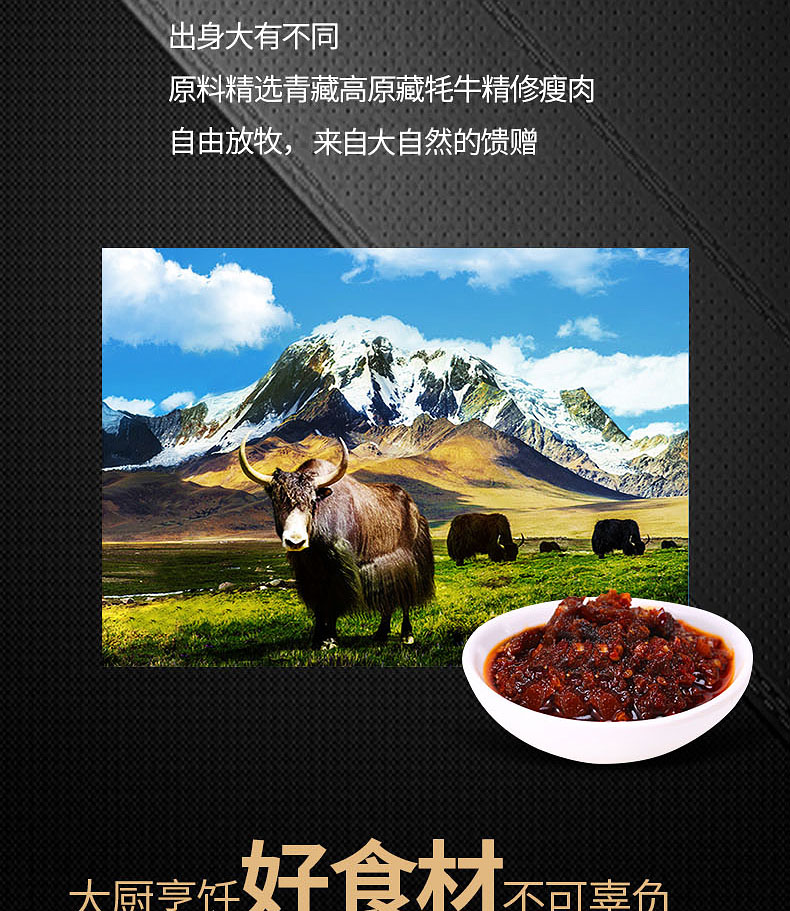 出身大有不同
原料精选青藏高原藏牦牛精修瘦肉
自由放牧，来自大自然的馈赠
大厨烹饪好食材不可辜负